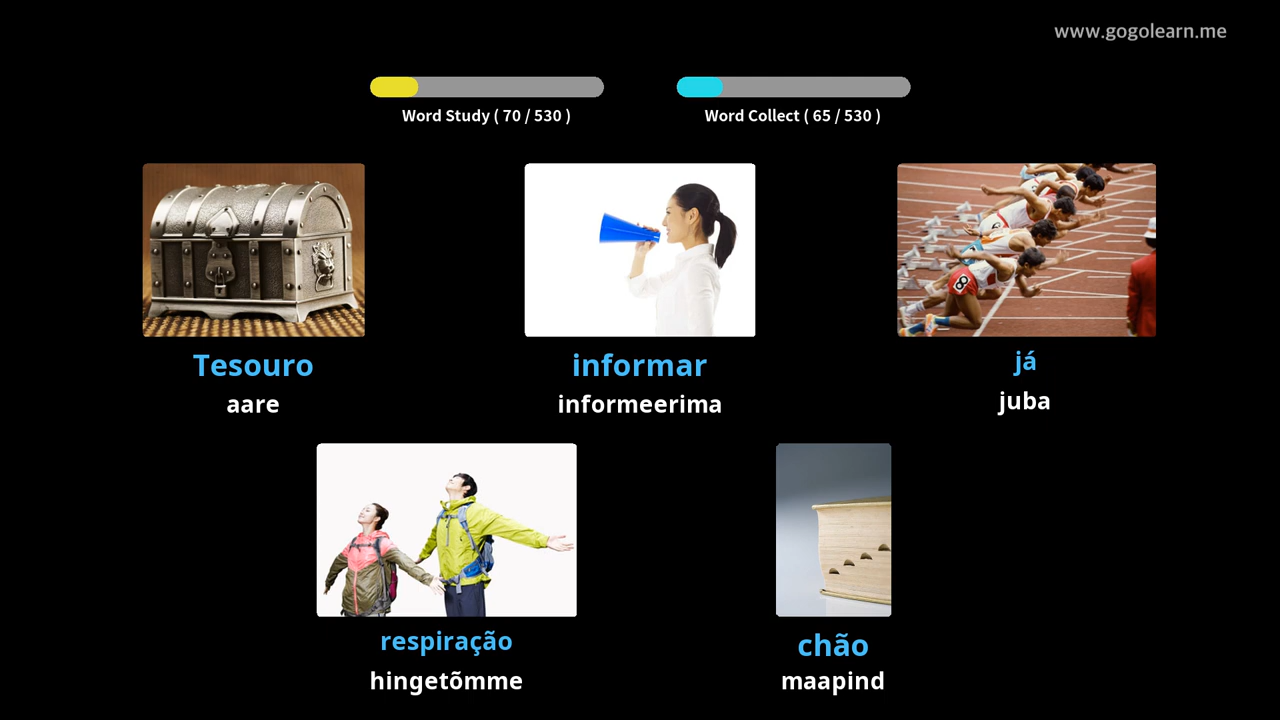 www.gogolearn.me
Word Study ( 70 / 530 )
Word Collect ( 65 / 530 )
Tesouro
aare
informar
informeerima
já
juba
8
respiração
hingetõmme
chão
maapind